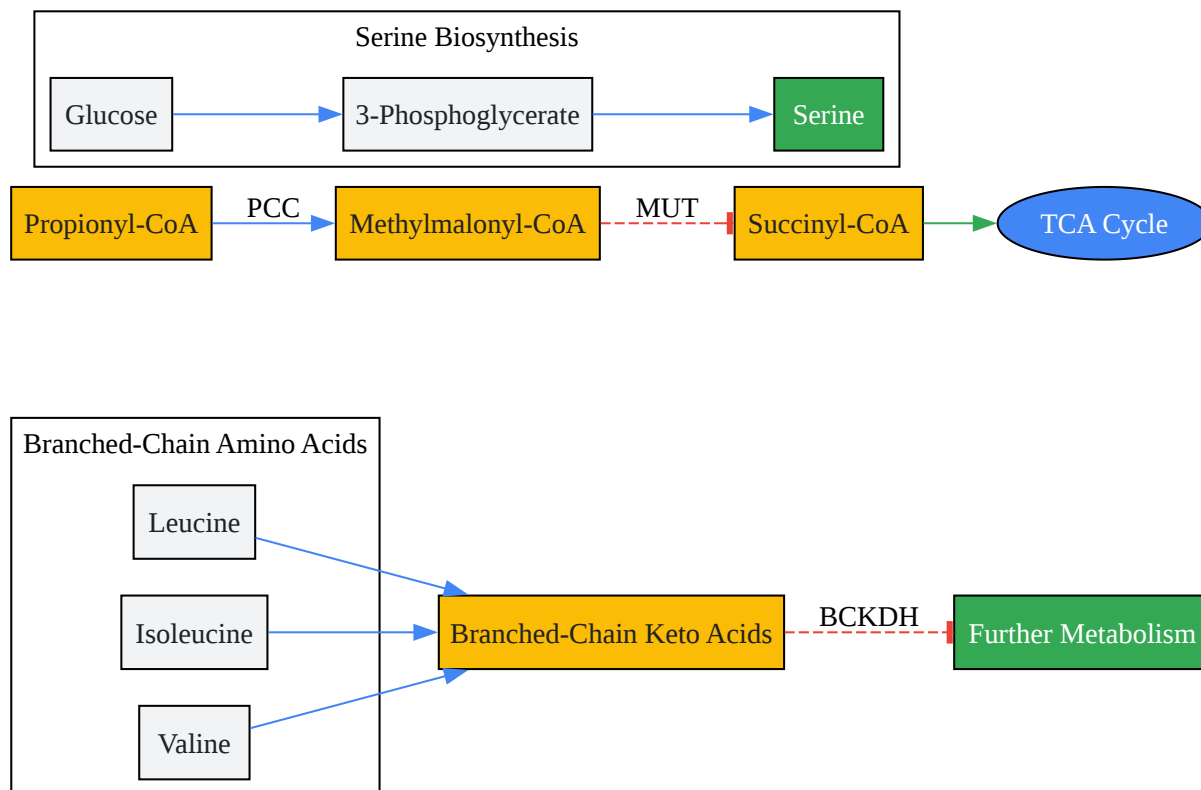 Serine Biosynthesis
Glucose
3-Phosphoglycerate
Serine
Propionyl-CoA
PCC
Methylmalonyl-CoA
MUT
Succinyl-CoA
TCA Cycle
Branched-Chain Amino Acids
Leucine
Isoleucine
Valine
Branched-Chain Keto Acids
BCKDH
Further Metabolism